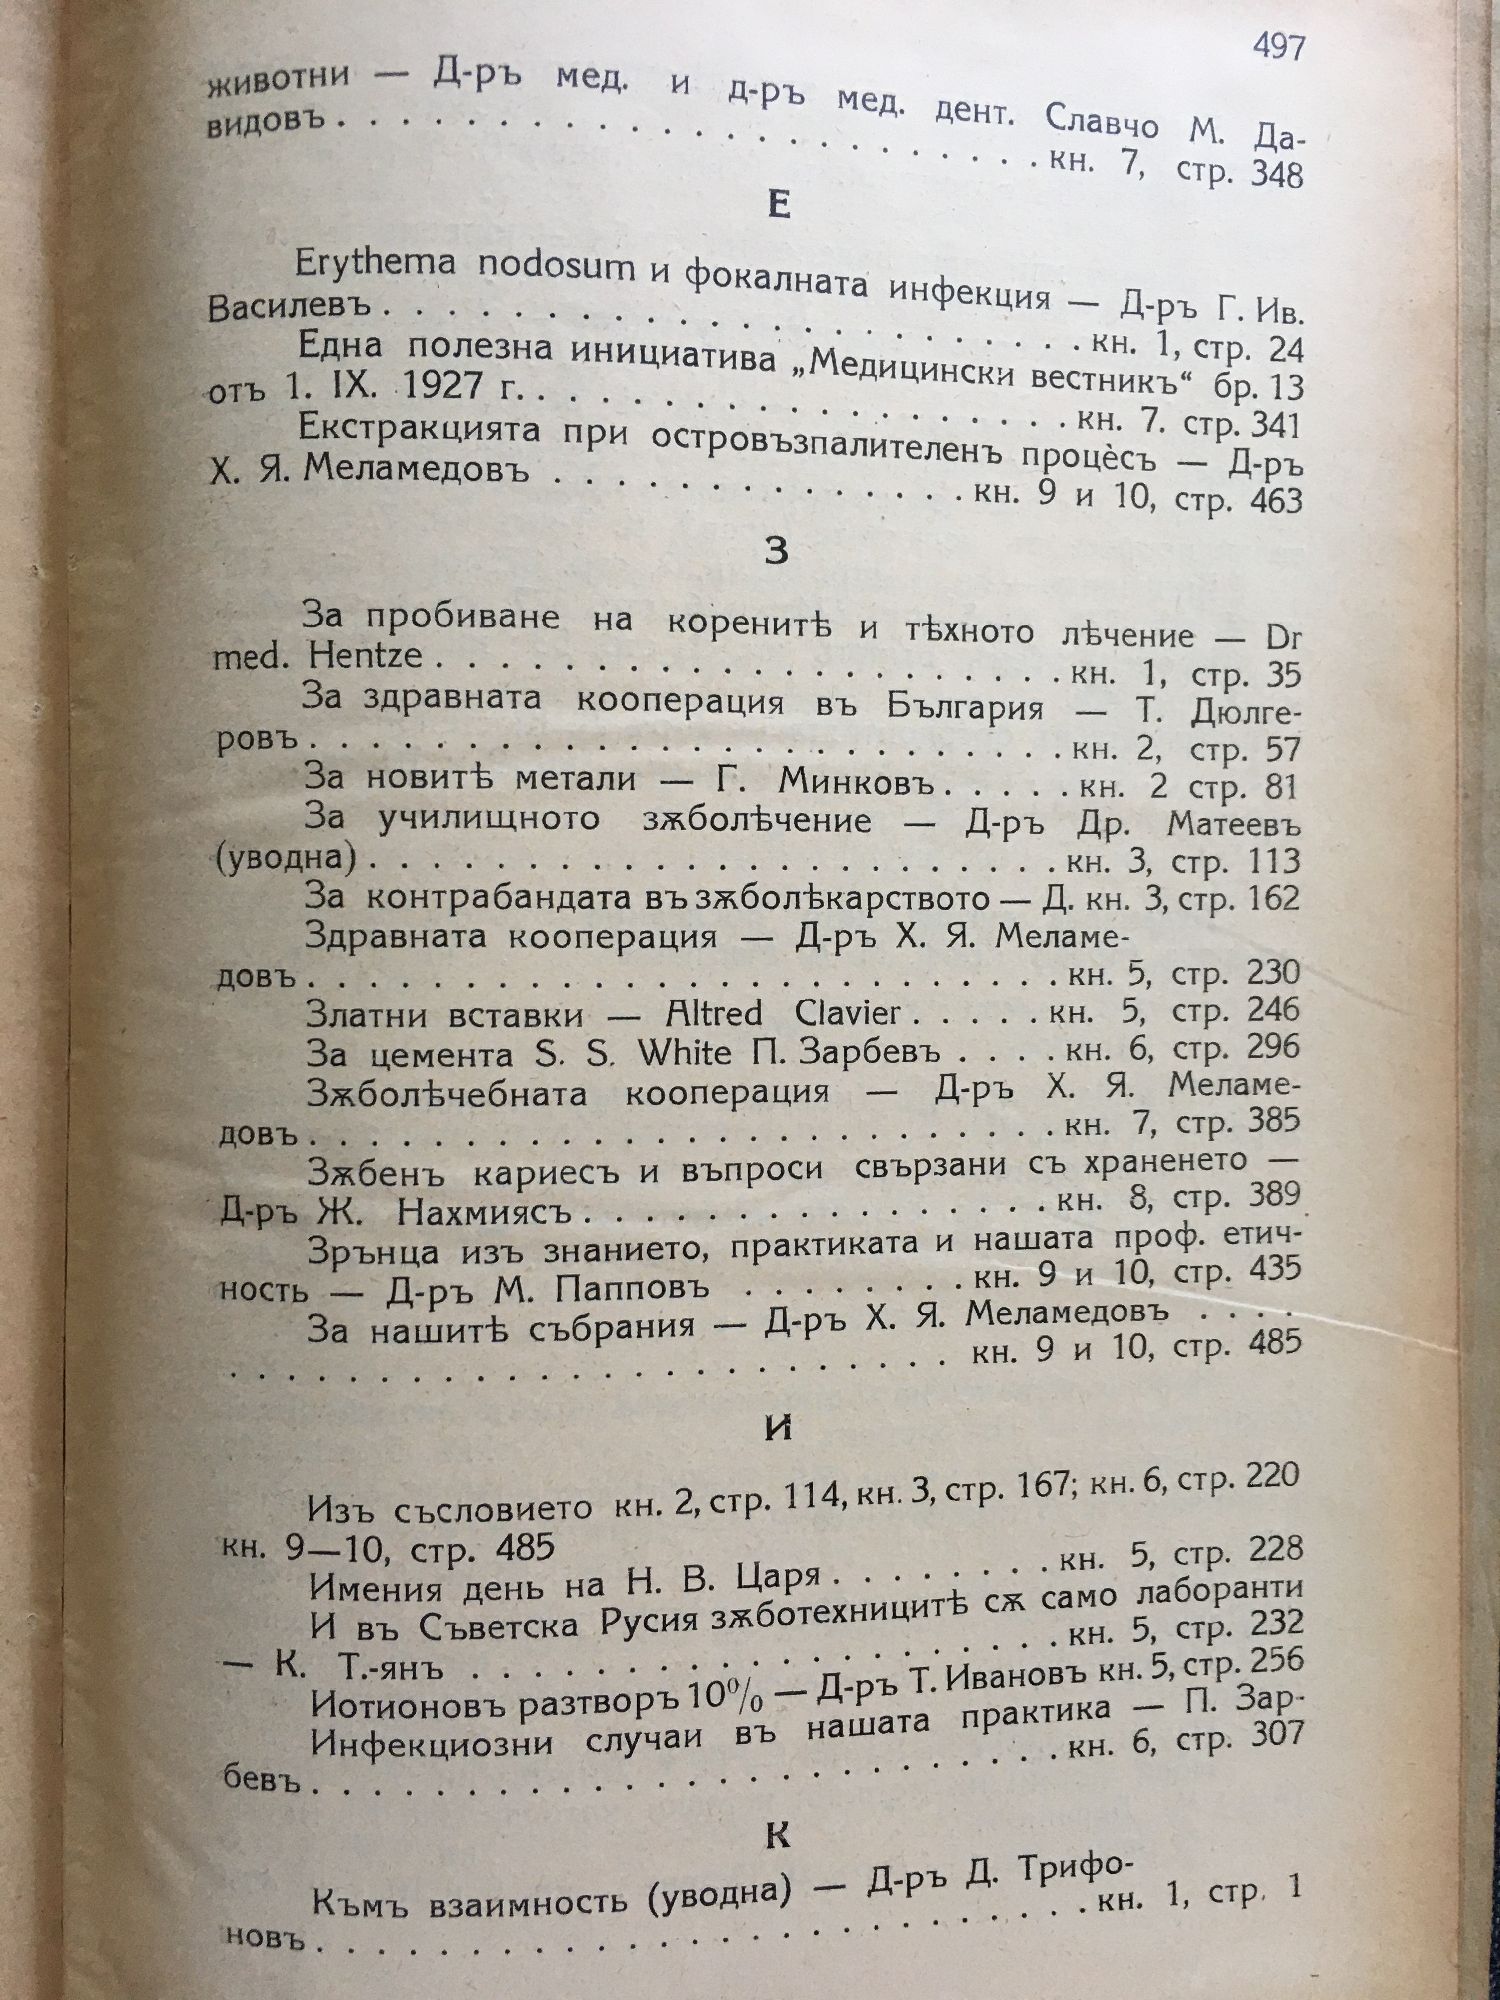 497
животни — Д-ръ мед. и д-ръ мед. дент. Славчо М. Да-
видовъ . . . . . . . . . . . . . . . . . . . . . . . кн. 7, стр. 348
Е
Erythema nodosum и фокалната инфекция — Д-ръ Г. Ив.
Василевъ . . . . . . . . . . . . . . . . . . . . . . кн. 1, стр. 24
Една полезна инициатива „Медицински вестникъ“ бр. 13
отъ 1. IX. 1927 г. . . . . . . . . . . . . . . . . . . кн. 7. стр. 341
Екстракцията при островъзпалителенъ процѐсъ — Д-ръ
Х. Я. Меламедовъ . . . . . . . . . . . . . . кн. 9 и 10, стр. 463
З
За пробиване на коренитѣ и тѣхното лѣчение — Dr
med. Hentze . . . . . . . . . . . . . . . . . . . . кн. 1, стр. 35
За здравната кооперация въ България — Т. Дюлге-
ровъ . . . . . . . . . . . . . . . . . . . . . . . . . кн. 2, стр. 57
За новитѣ метали — Г. Минковъ . . . . . кн. 2 стр. 81
За училищното зѫболѣчение — Д-ръ Др. Матеевъ
(уводна) . . . . . . . . . . . . . . . . . . . . . . . кн. 3, стр. 113
За контрабандата въ зѫболѣкарството — Д. кн. 3, стр. 162
Здравната кооперация — Д-ръ Х. Я. Меламе-
довъ . . . . . . . . . . . . . . . . . . . . . . . . . кн. 5, стр. 230
Златни вставки — Altred Clavier . . . . . кн. 5, стр. 246
За цемента S. S. White П. Зарбевъ . . . . кн. 6, стр. 296
Зѫболѣчебната кооперация — Д-ръ Х. Я. Меламе-
довъ . . . . . . . . . . . . . . . . . . . . . . . . . кн. 7, стр. 385
Зѫбенъ кариесъ и въпроси свързани съ храненето —
Д-ръ Ж. Нахмиясъ . . . . . . . . . . . . . . . кн. 8, стр. 389
Зрънца изъ знанието, практиката и нашата проф. етич-
ность — Д-ръ М. Папповъ . . . . . . . . кн. 9 и 10, стр. 435
За нашитѣ събрания — Д-ръ Х. Я. Меламедовъ . . . .
. . . . . . . . . . . . . . . . . . . . . . . . кн. 9 и 10, стр. 485
И
Изъ съсловието кн. 2, стр. 114, кн. 3, стр. 167; кн. 6, стр. 220
кн. 9—10, стр. 485
Имения день на Н. В. Царя . . . . . . . . кн. 5, стр. 228
И въ Съветска Русия зѫботехницитѣ сѫ само лаборанти
— К. Т.-янъ . . . . . . . . . . . . . . . . . . . кн. 5, стр. 232
Иотионовъ разтворъ 10% — Д-ръ Т. Ивановъ кн. 5, стр. 256
Инфекциозни случаи въ нашата практика — П. Зар-
бевъ . . . . . . . . . . . . . . . . . . . . . . . . . кн. 6, стр. 307
К
Къмъ взаимность (уводна) — Д-ръ Д. Трифо-
новъ . . . . . . . . . . . . . . . . . . . . . . . . . кн. 1, стр. 1